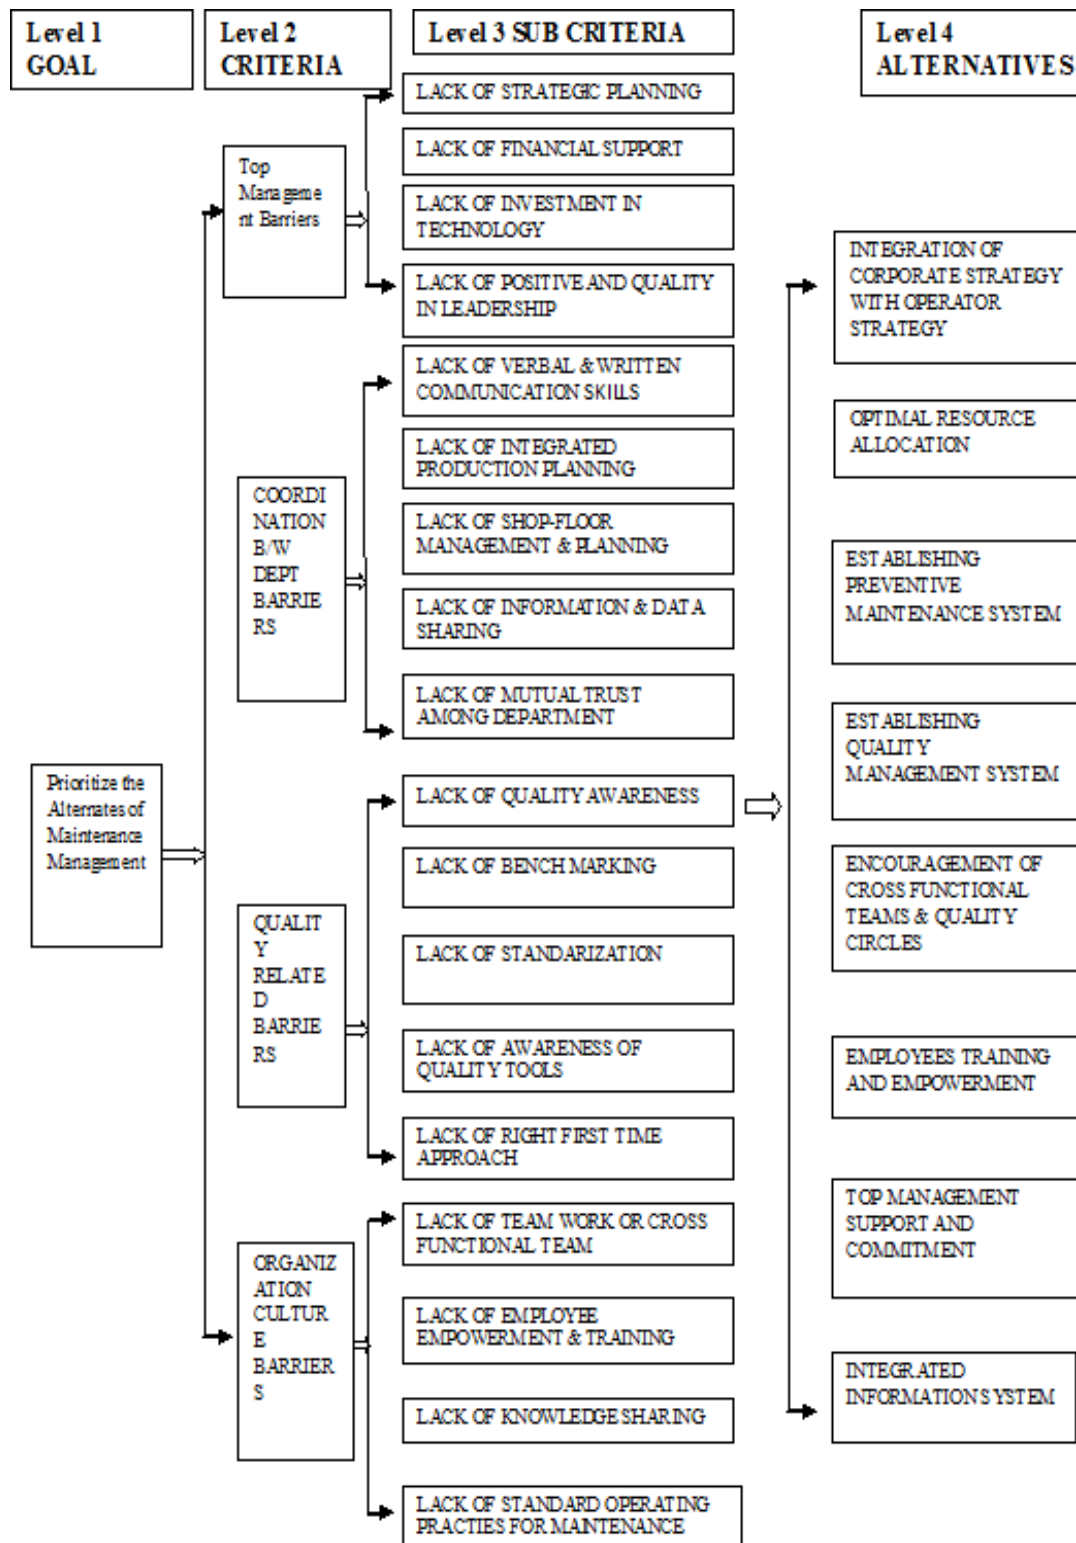 Level 1
GOAL
Level 2
CRITERIA
Level 3 SUB CRITERIA
Level 4
ALTERNATIVES
Prioritize the
Alternates of
Maintenance
Management
Top
Manageme
nt Barriers
COORDI
NATION
B/W
DEPT
BARRIE
RS
QUALIT
Y
RELATE
D
BARRIE
RS
ORGANIZ
ATION
CULTUR
E
BARRIER
S
LACK OF STRATEGIC PLANNING
LACK OF FINANCIAL SUPPORT
LACK OF INVESTMENT IN
TECHNOLOGY
LACK OF POSITIVE AND QUALITY
IN LEADERSHIP
LACK OF VERBAL & WRITTEN
COMMUNICATION SKILLS
LACK OF INTEGRATED
PRODUCTION PLANNING
LACK OF SHOP-FLOOR
MANAGEMENT & PLANNING
LACK OF INFORMATION & DATA
SHARING
LACK OF MUTUAL TRUST
AMONG DEPARTMENT
LACK OF QUALITY AWARENESS
LACK OF BENCH MARKING
LACK OF STANDARIZATION
LACK OF AWARENESS OF
QUALITY TOOLS
LACK OF RIGHT FIRST TIME
APPROACH
LACK OF TEAM WORK OR CROSS
FUNCTIONAL TEAM
LACK OF EMPLOYEE
EMPOWERMENT & TRAINING
LACK OF KNOWLEDGE SHARING
LACK OF STANDARD OPERATING
PRACTIES FOR MAINTENANCE
INTEGRATION OF
CORPORATE STRATEGY
WITH OPERATOR
STRATEGY
OPTIMAL RESOURCE
ALLOCATION
ESTABLISHING
PREVENTIVE
MAINTENANCE SYSTEM
ESTABLISHING
QUALITY
MANAGEMENT SYSTEM
ENCOURAGEMENT OF
CROSS FUNCTIONAL
TEAMS & QUALITY
CIRCLES
EMPLOYEES TRAINING
AND EMPOWERMENT
TOP MANAGEMENT
SUPPORT AND
COMMITMENT
INTEGRATED
INFORMATION SYSTEM